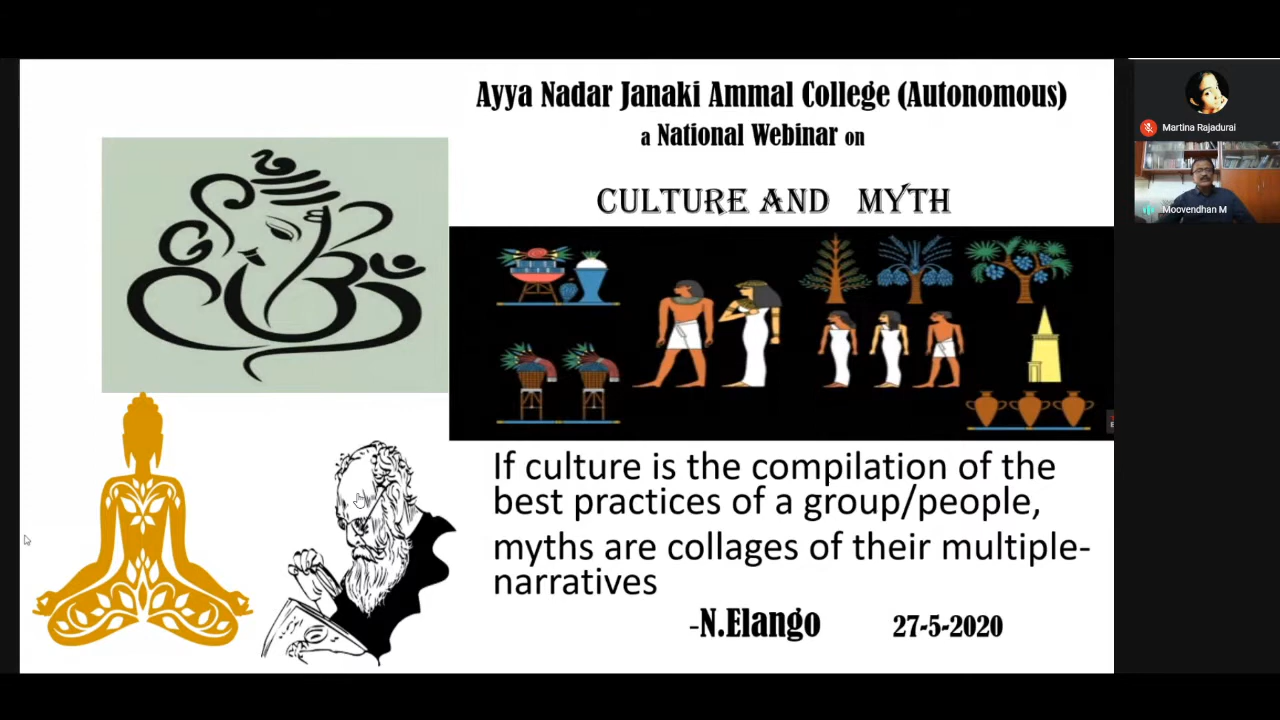 Ayya Nadar Janaki Ammal College (Autonomous)
a National Webinar on
CULTURE AND MYTH
If culture is the compilation of the
best practices of a group/people,
myths are collages of their multiple-
narratives
-N.Elango 27-5-2020
Martina Rajadurai
Moovendhan M